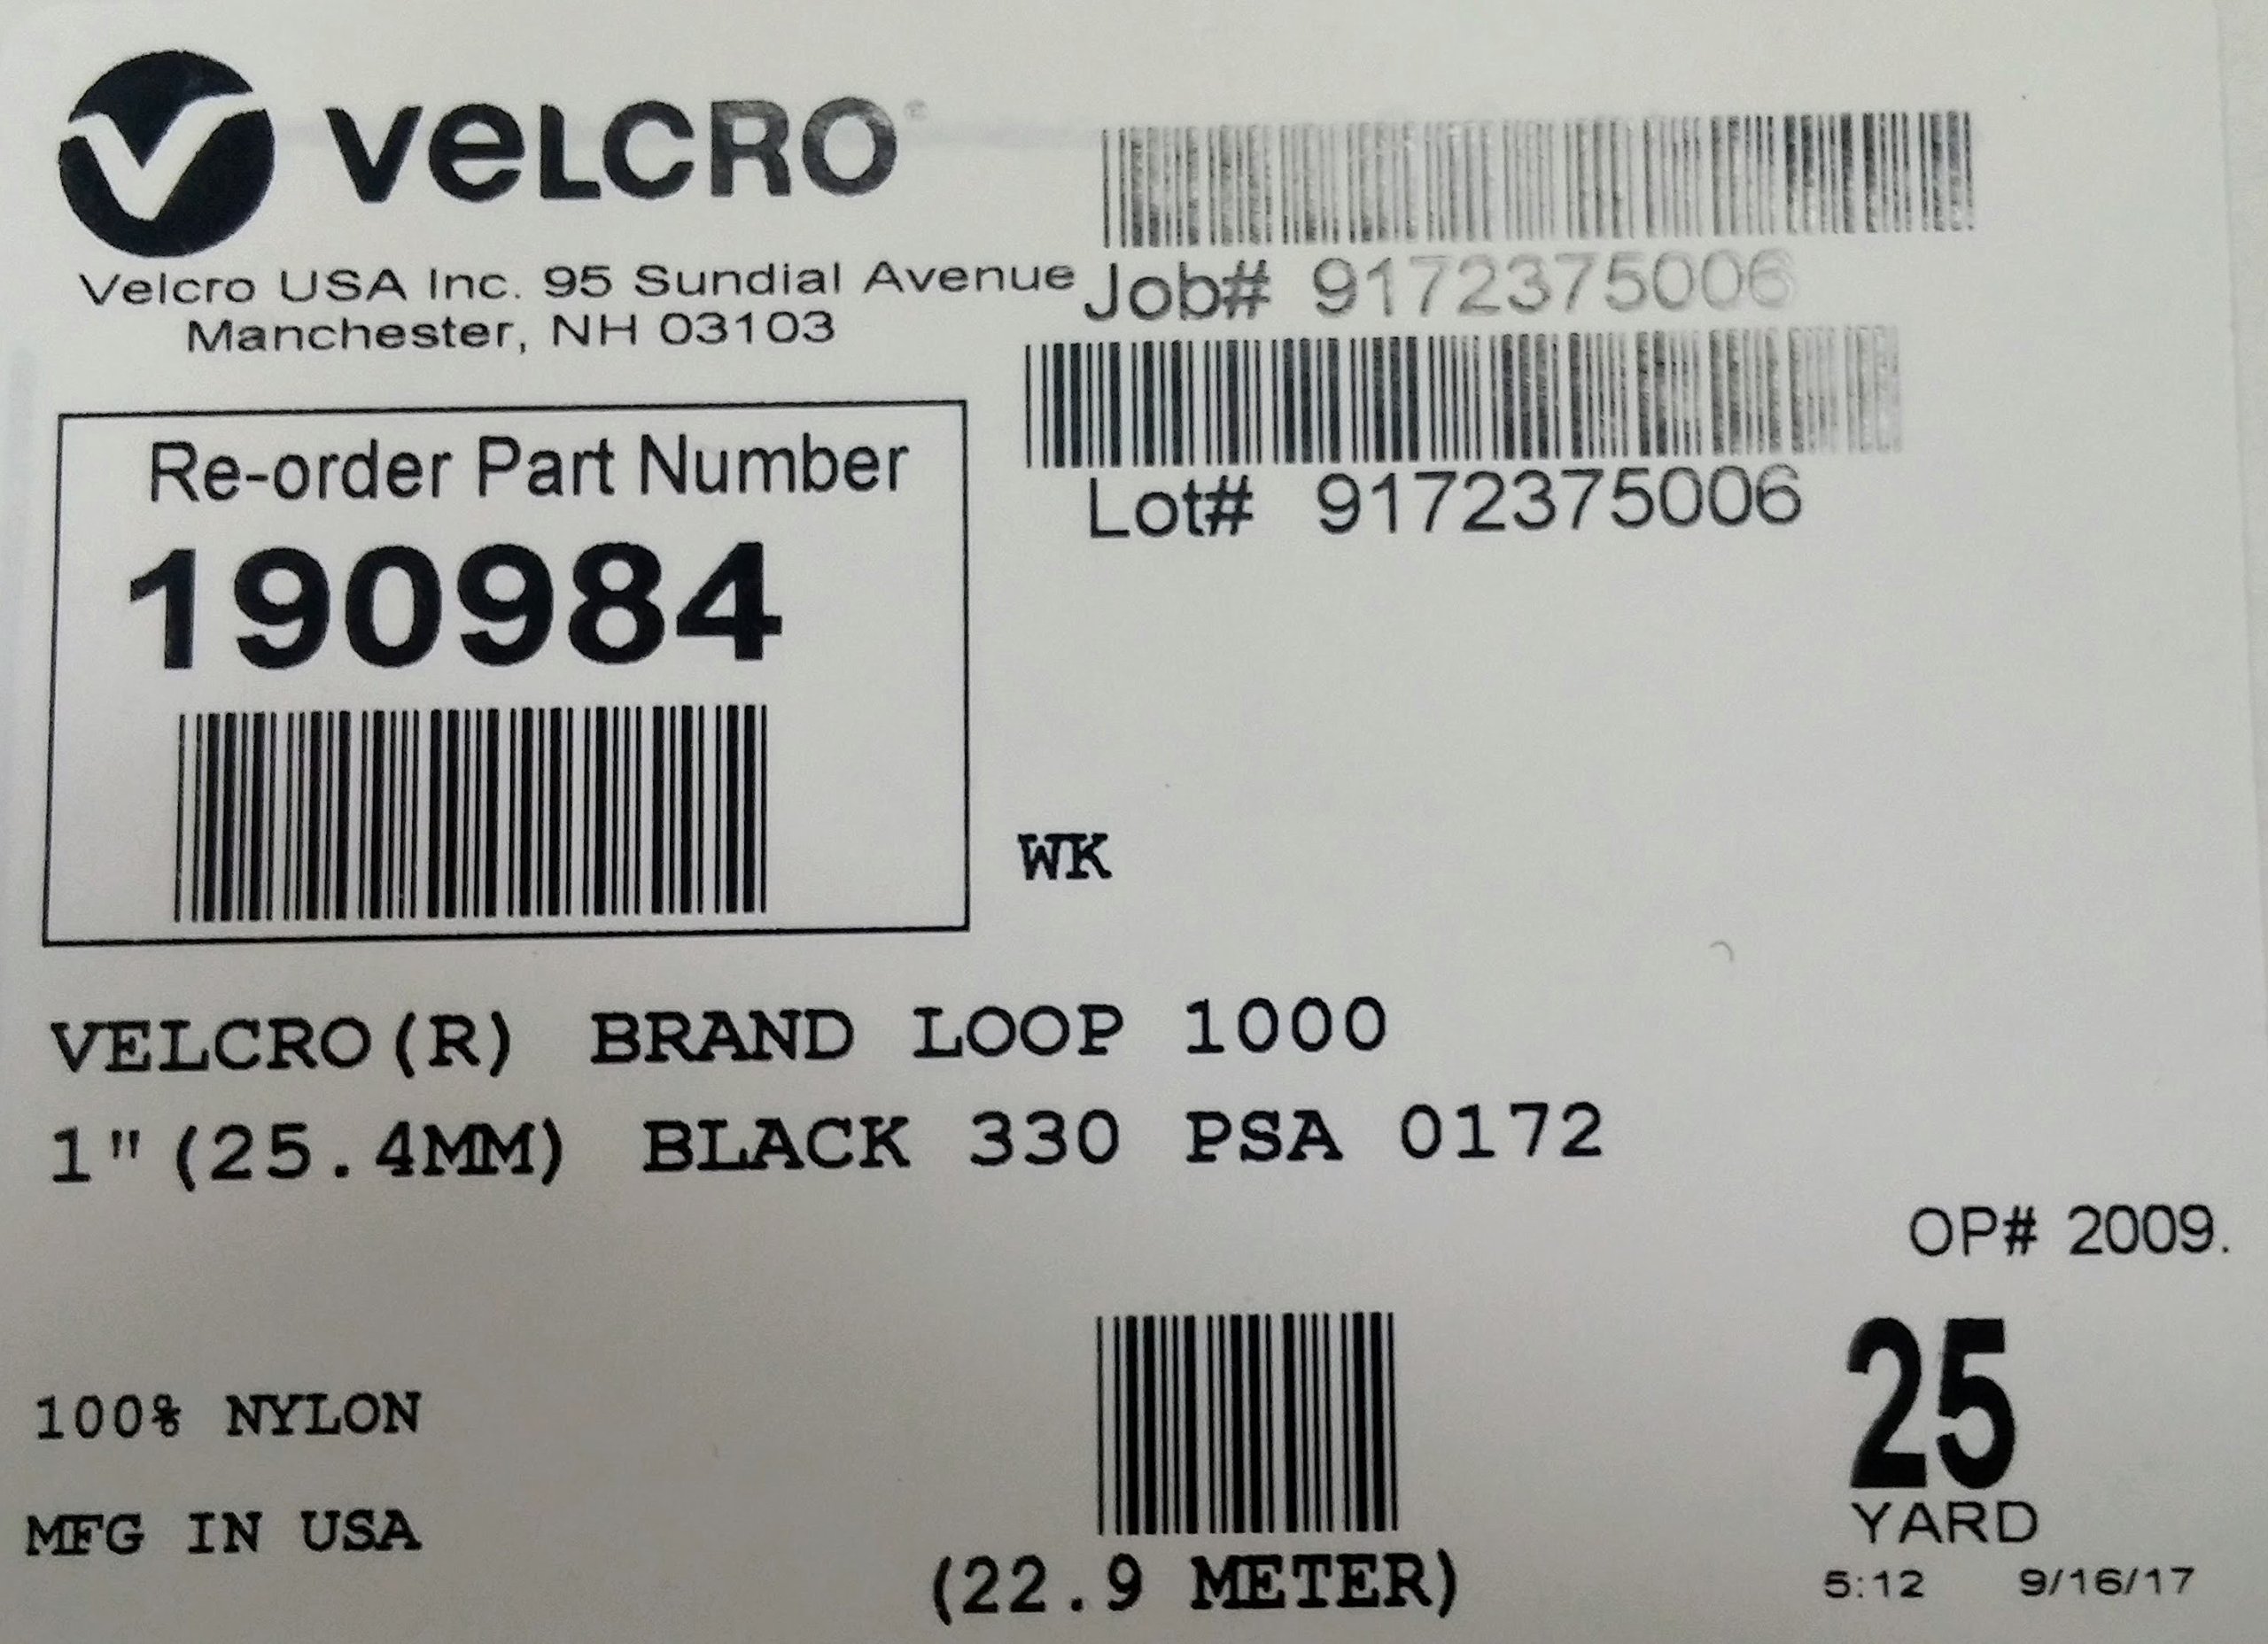 VELCRO®
Velcro USA Inc. 95 Sundial Avenue
Manchester, NH 03103
Job# 9172375006
Lot# 9172375006
Re-order Part Number
190984
WK
VELCRO(R) BRAND LOOP 1000
1"(25.4MM) BLACK 330 PSA 0172
OP# 2009.
100% NYLON
MFG IN USA
(22.9 METER)
25
YARD
5:12 9/16/17